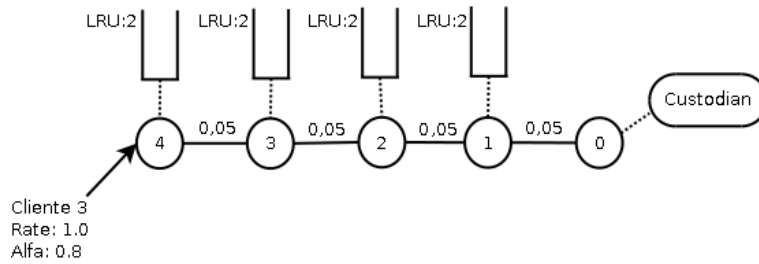 LRU:2 LRU:2 LRU:2 LRU:2
Custodian
0,05 0,05 0,05 0,05
4 3 2 1 0
Cliente 3
Rate: 1.0
Alfa: 0.8